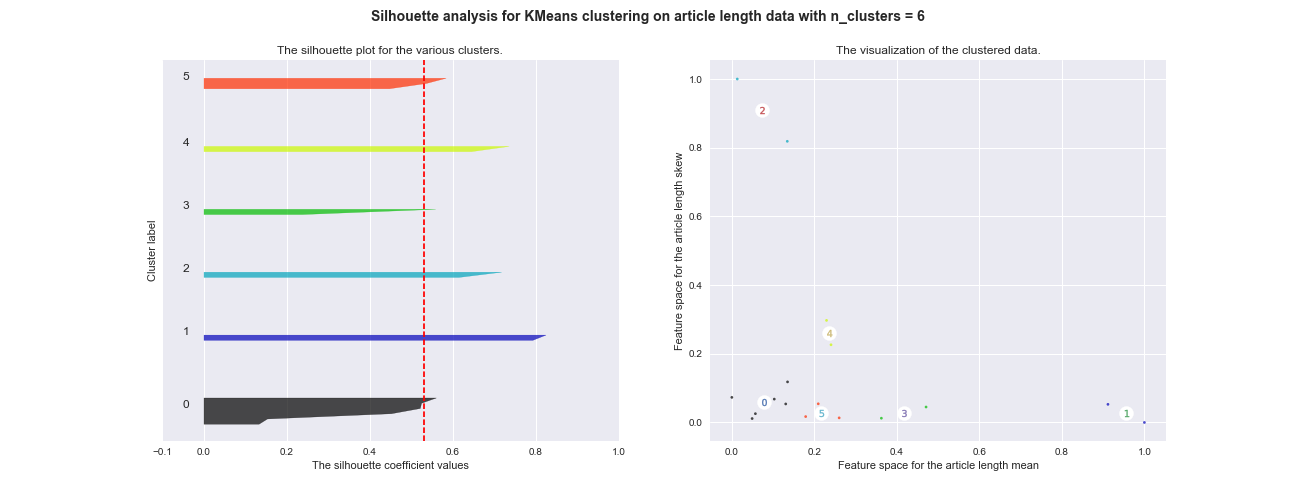 Silhouette analysis for KMeans clustering on article length data with n_clusters = 6
The silhouette plot for the various clusters.
Cluster label
5
4
3
2
1
0
−0.1 0.0 0.2 0.4 0.6 0.8 1.0
The silhouette coefficient values
The visualization of the clustered data.
Feature space for the article length skew
1.0
0.8
0.6
0.4
0.2
0.0
2
4
0
5
3
1
0.0 0.2 0.4 0.6 0.8 1.0
Feature space for the article length mean